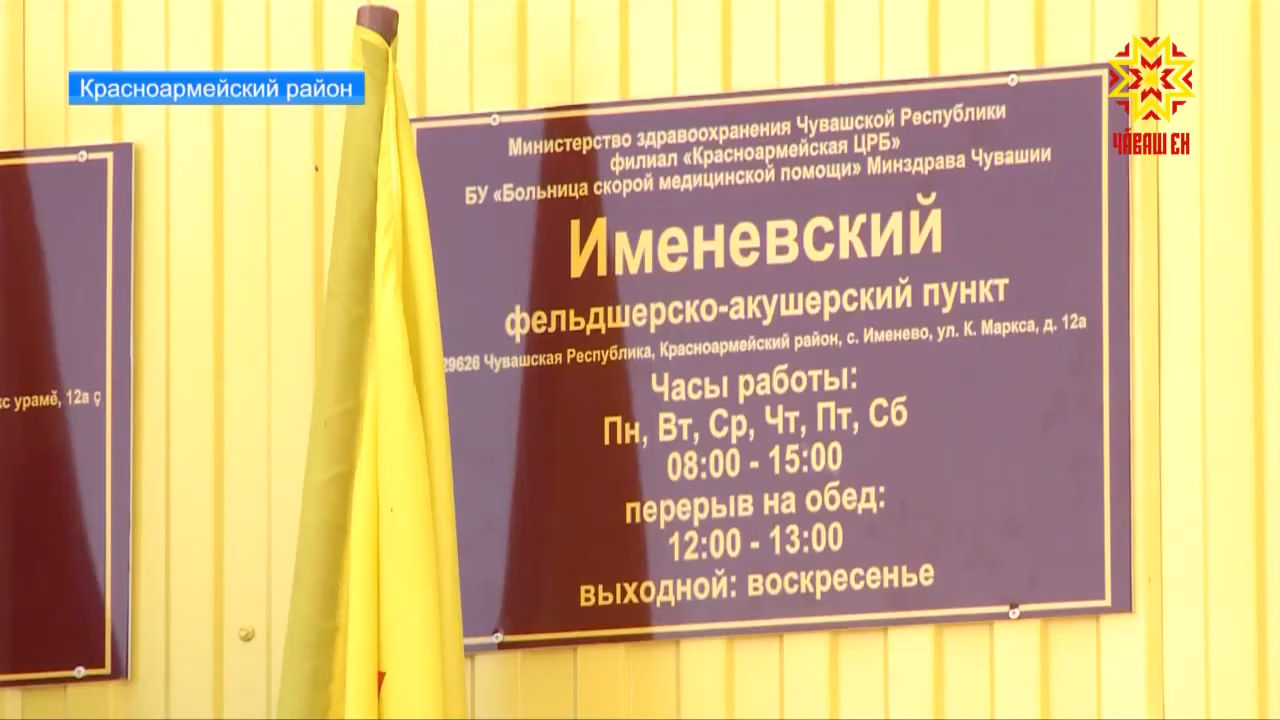 Красноармейский район
ЧӐВАШ ЕН
Министерство здравоохранения Чувашской Республики
филиал «Красноармейская ЦРБ»
БУ «Больница скорой медицинской помощи» Минздрава Чувашии
Именевский
фельдшерско-акушерский пункт
29626 Чувашская Республика, Красноармейский район, с. Именево, ул. К. Маркса, д. 12а
Часы работы:
Пн, Вт, Ср, Чт, Пт, Сб
08:00 - 15:00
перерыв на обед:
12:00 - 13:00
выходной: воскресенье
кс урамӗ, 12а ҫ